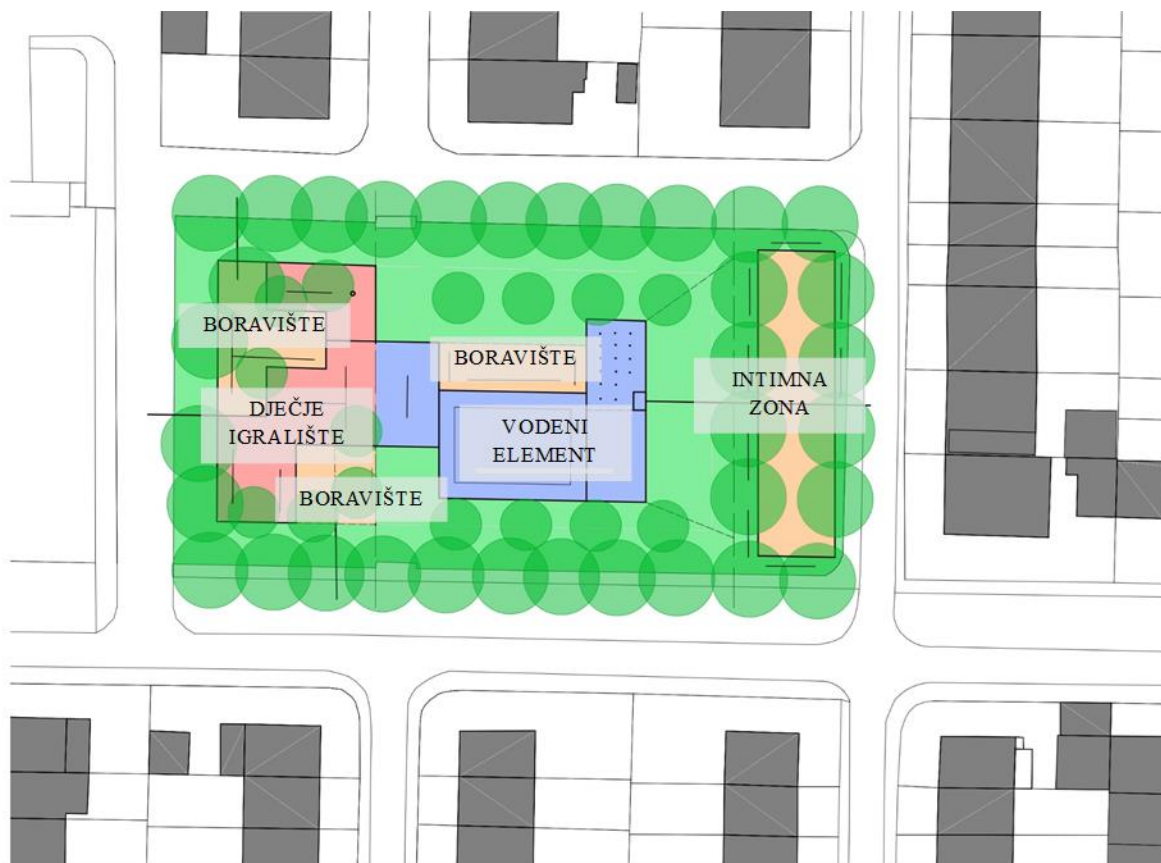 BORAVIŠTE
BORAVIŠTE
INTIMNA
ZONA
DJEČJE
IGRALIŠTE
VODENI
ELEMENT
BORAVIŠTE